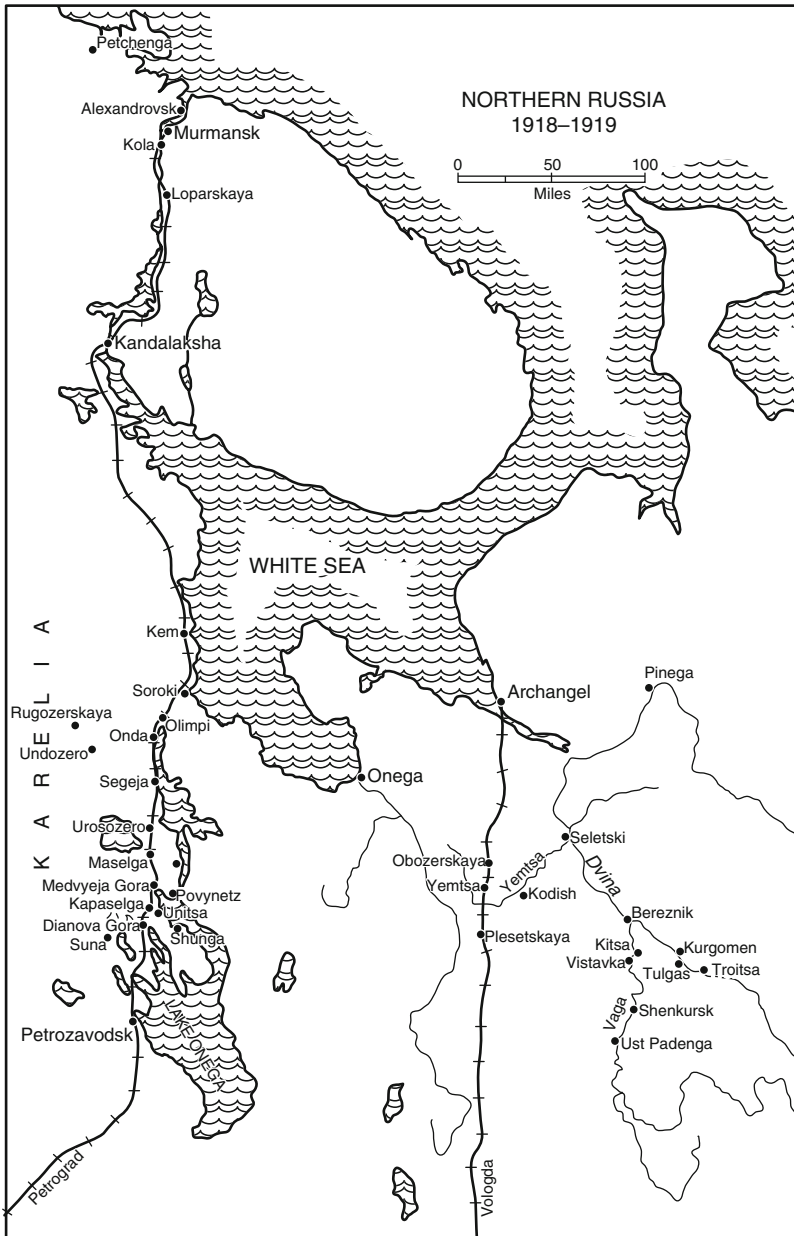 Petchenga
NORTHERN RUSSIA
1918–1919
0 50 100
Miles
Alexandrovsk
Murmansk
Kola
Loparskaya
Kandalaksha
WHITE SEA
KARELIA
Kem
Soroki
Archangel
Pinega
Rugozerskaya
Olimpi
Onda
Undozero
Segeja
Onega
Urosozero
Seletski
Maselga
Obozerskaya
Yemtsa
Dvina
Medvyeja Gora
Povynetz
Yemtsa
Kodish
Kapaselga
Unitsa
Bereznik
Dianova Gora
Shunga
Suna
Plesetskaya
Kitsa
Kurgomen
Vistavka
Tulgas
Troitsa
LAKE ONEGA
Petrozavodsk
Vaga
Shenkursk
Ust Padenga
Petrograd
Vologda